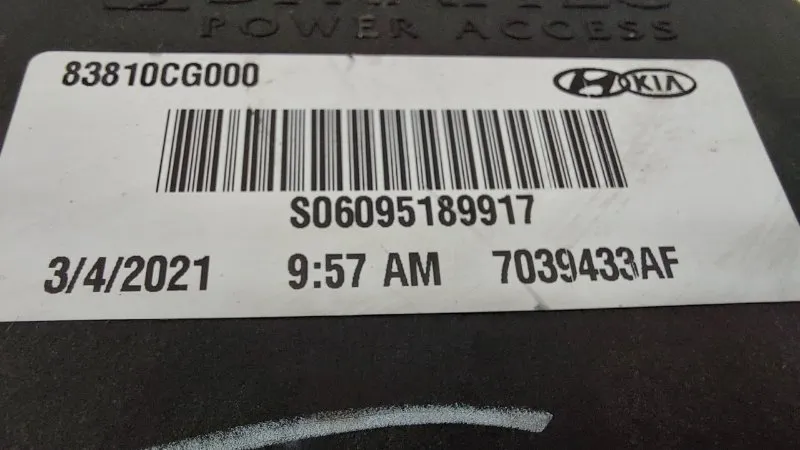 POWER ACCESS
83810CG000
KIA
S06095189917
3/4/2021 9:57 AM 7039433AF